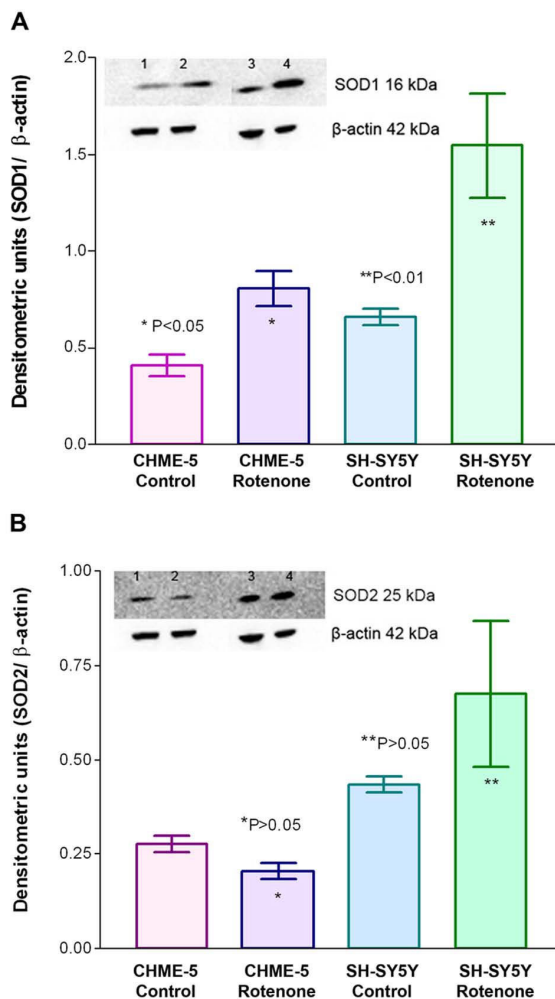 A
Densitometric units (SOD1/ β-actin)
2.0
1.5
1.0
0.5
0.0
1 2 3 4
SOD1 16 kDa
β-actin 42 kDa
* P<0.05
*
**P<0.01
**
CHME-5 Control
CHME-5 Rotenone
SH-SY5Y Control
SH-SY5Y Rotenone
B
Densitometric units (SOD2/ β-actin)
1.00
0.75
0.50
0.25
0.00
1 2 3 4
SOD2 25 kDa
β-actin 42 kDa
*P>0.05
*
**P>0.05
**
CHME-5 Control
CHME-5 Rotenone
SH-SY5Y Control
SH-SY5Y Rotenone